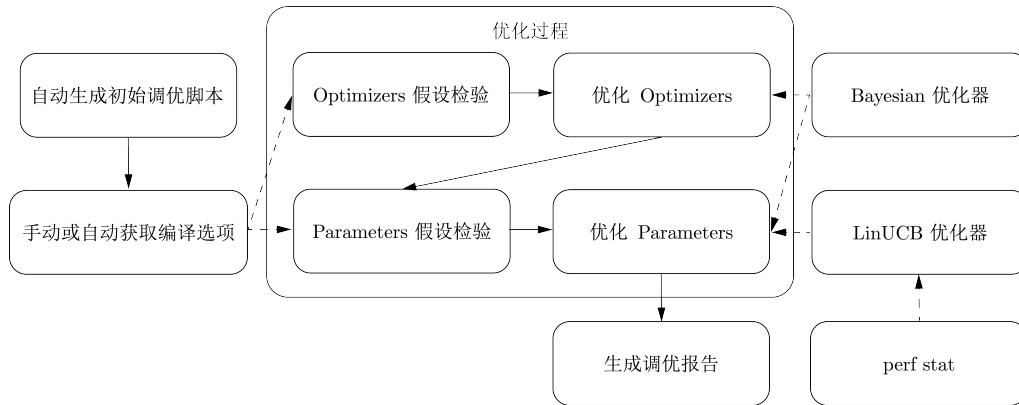 优化过程
自动生成初始调优脚本
Optimizers 假设检验
优化 Optimizers
Bayesian 优化器
手动或自动获取编译选项
Parameters 假设检验
优化 Parameters
LinUCB 优化器
生成调优报告
perf stat